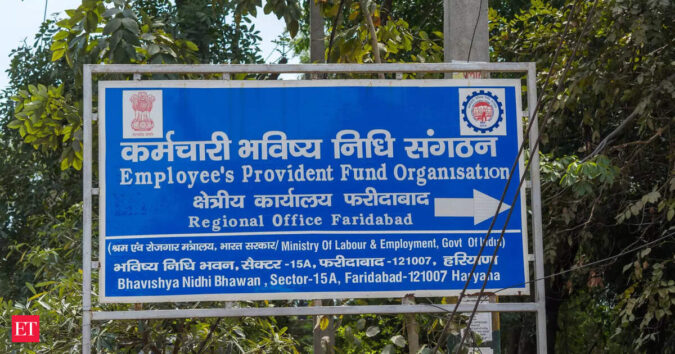 कर्मचारी भविष्य निधि संगठन
Employee's Provident Fund Organisation
क्षेत्रीय कार्यालय फरीदाबाद
Regional Office Faridabad
(श्रम एंव रोजगार मंत्रालय, भारत सरकार/ Ministry Of Labour & Employment, Govt Of India)
भविष्य निधि भवन, सैक्टर -15A, फरीदाबाद -121007, हरियाणा
Bhavishya Nidhi Bhawan , Sector-15A, Faridabad-121007 Haryana
ET